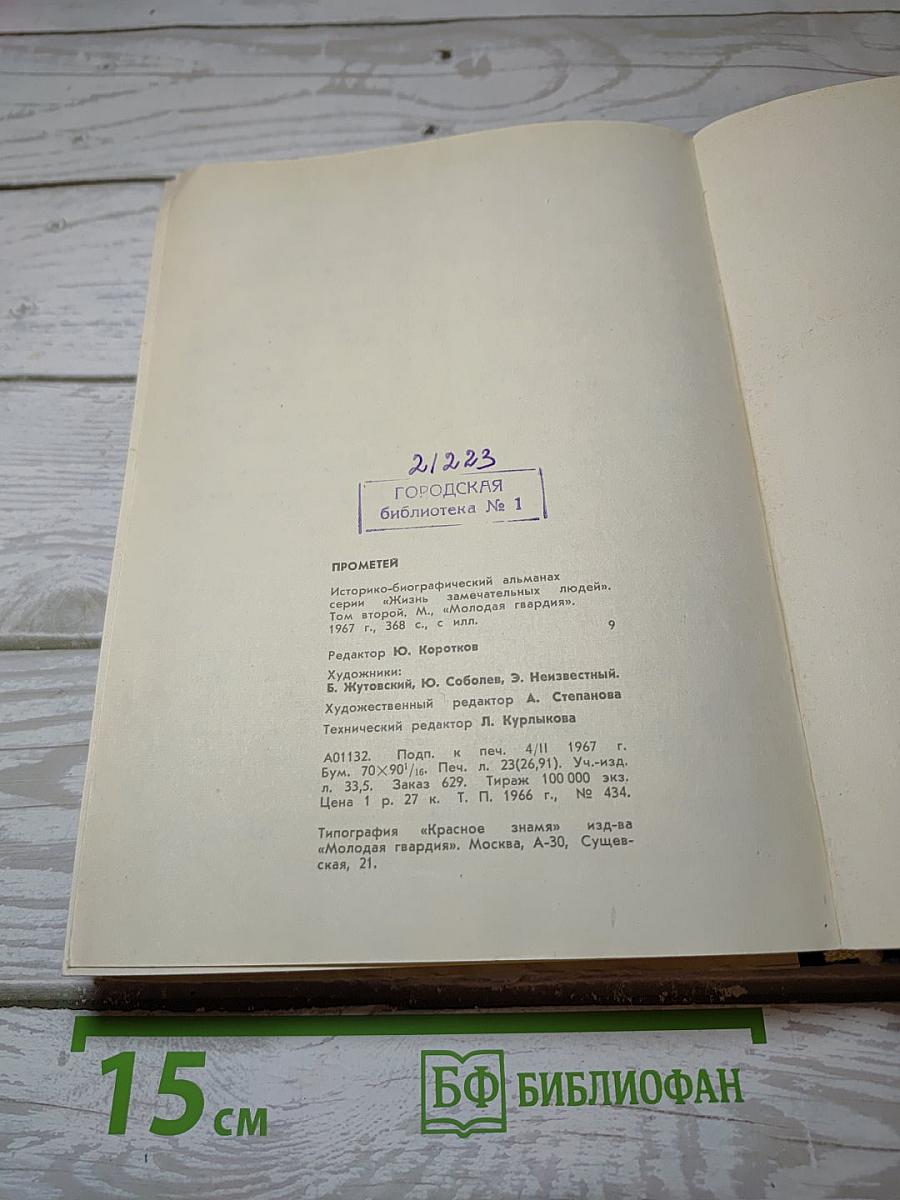 21223
ГОРОДСКАЯ
библиотека № 1
ПРОМЕТЕЙ
Историко-биографический альманах
серии «Жизнь замечательных людей».
Том второй. М., «Молодая гвардия».
1967 г., 368 с., с илл.
9
Редактор Ю. Коротков
Художники:
Б. Жутовский, Ю. Соболев, Э. Неизвестный.
Художественный редактор А. Степанова
Технический редактор Л. Курлыкова
А01132. Подп. к печ. 4/II 1967 г.
Бум. 70×90¹/₁₆. Печ. л. 23(26,91). Уч.-изд.
л. 33,5. Заказ 629. Тираж 100 000 экз.
Цена 1 р. 27 к. Т. П. 1966 г., № 434.
Типография «Красное знамя» изд-ва
«Молодая гвардия». Москва, А-30, Сущев-
ская, 21.
15 см
БФ БИБЛИОФАН